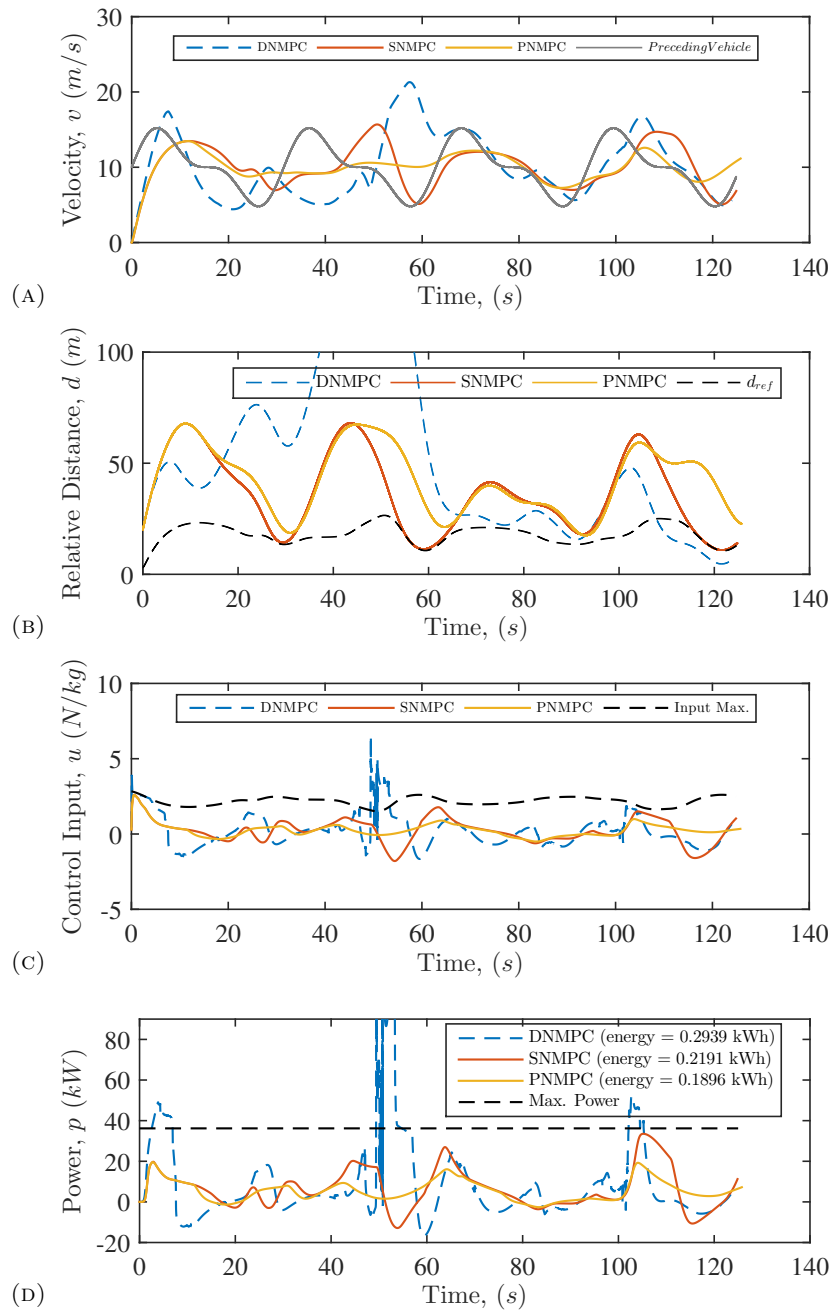 30
DNMPC SNMPC PNMPC PrecedingVehicle
20
10
0
0 20 40 60 80 100 120 140
Velocity, v (m/s)
Time, (s)
(A)
100
DNMPC SNMPC PNMPC d_ref
50
0
0 20 40 60 80 100 120 140
Relative Distance, d (m)
Time, (s)
(B)
10
DNMPC SNMPC PNMPC Input Max.
5
0
-5
0 20 40 60 80 100 120 140
Control Input, u (N/kg)
Time, (s)
(C)
80
60
40
20
0
-20
DNMPC (energy = 0.2939 kWh)
SNMPC (energy = 0.2191 kWh)
PNMPC (energy = 0.1896 kWh)
Max. Power
0 20 40 60 80 100 120 140
Power, p (kW)
Time, (s)
(D)